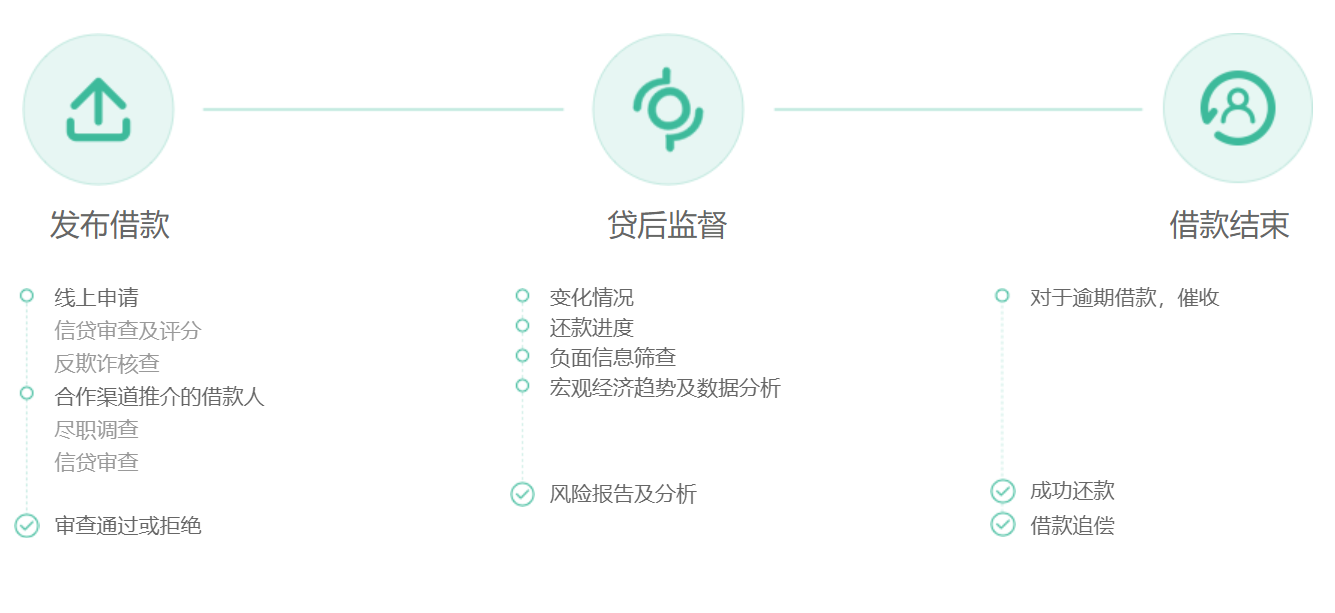 发布借款
贷后监督
借款结束
线上申请
信贷审查及评分
反欺诈核查
合作渠道推介的借款人
尽职调查
信贷审查
审查通过或拒绝
变化情况
还款进度
负面信息筛查
宏观经济趋势及数据分析
风险报告及分析
对于逾期借款，催收
成功还款
借款追偿